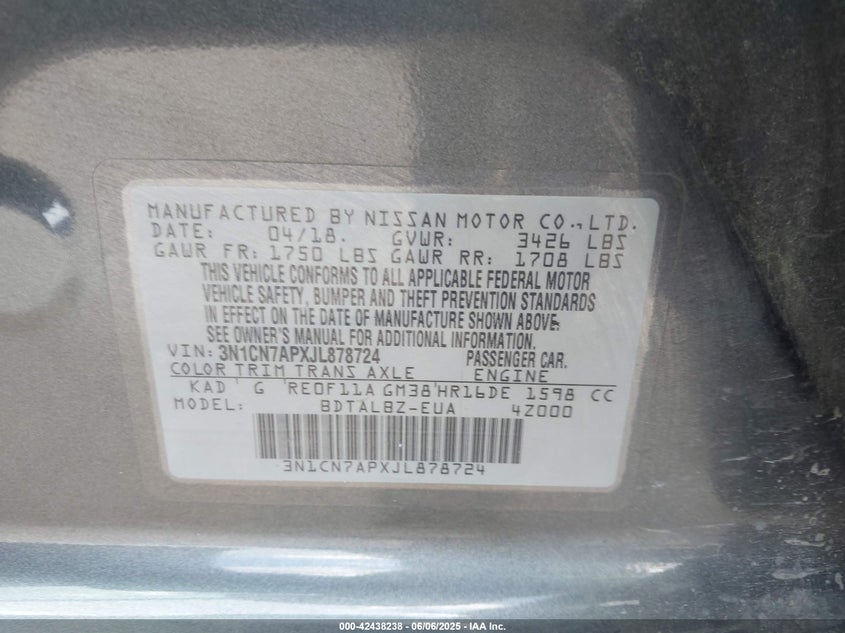 MANUFACTURED BY NISSAN MOTOR CO., LTD.
DATE: 04/18. GVWR: 3426 LBS
GAWR FR: 1750 LBS GAWR RR: 1708 LBS
THIS VEHICLE CONFORMS TO ALL APPLICABLE FEDERAL MOTOR
VEHICLE SAFETY, BUMPER AND THEFT PREVENTION STANDARDS
IN EFFECT ON THE DATE OF MANUFACTURE SHOWN ABOVE.
SEE OWNER'S MANUAL FOR ADDITIONAL INFORMATION.
VIN: 3N1CN7APXJL878724 PASSENGER CAR.
COLOR TRIM TRANS AXLE ENGINE
KAD G RE0F11A GM38 HR16DE 1598 CC
MODEL: BDTALBZ-EUA 4Z000
3N1CN7APXJL878724
000-42438238 - 06/06/2025 - IAA Inc.